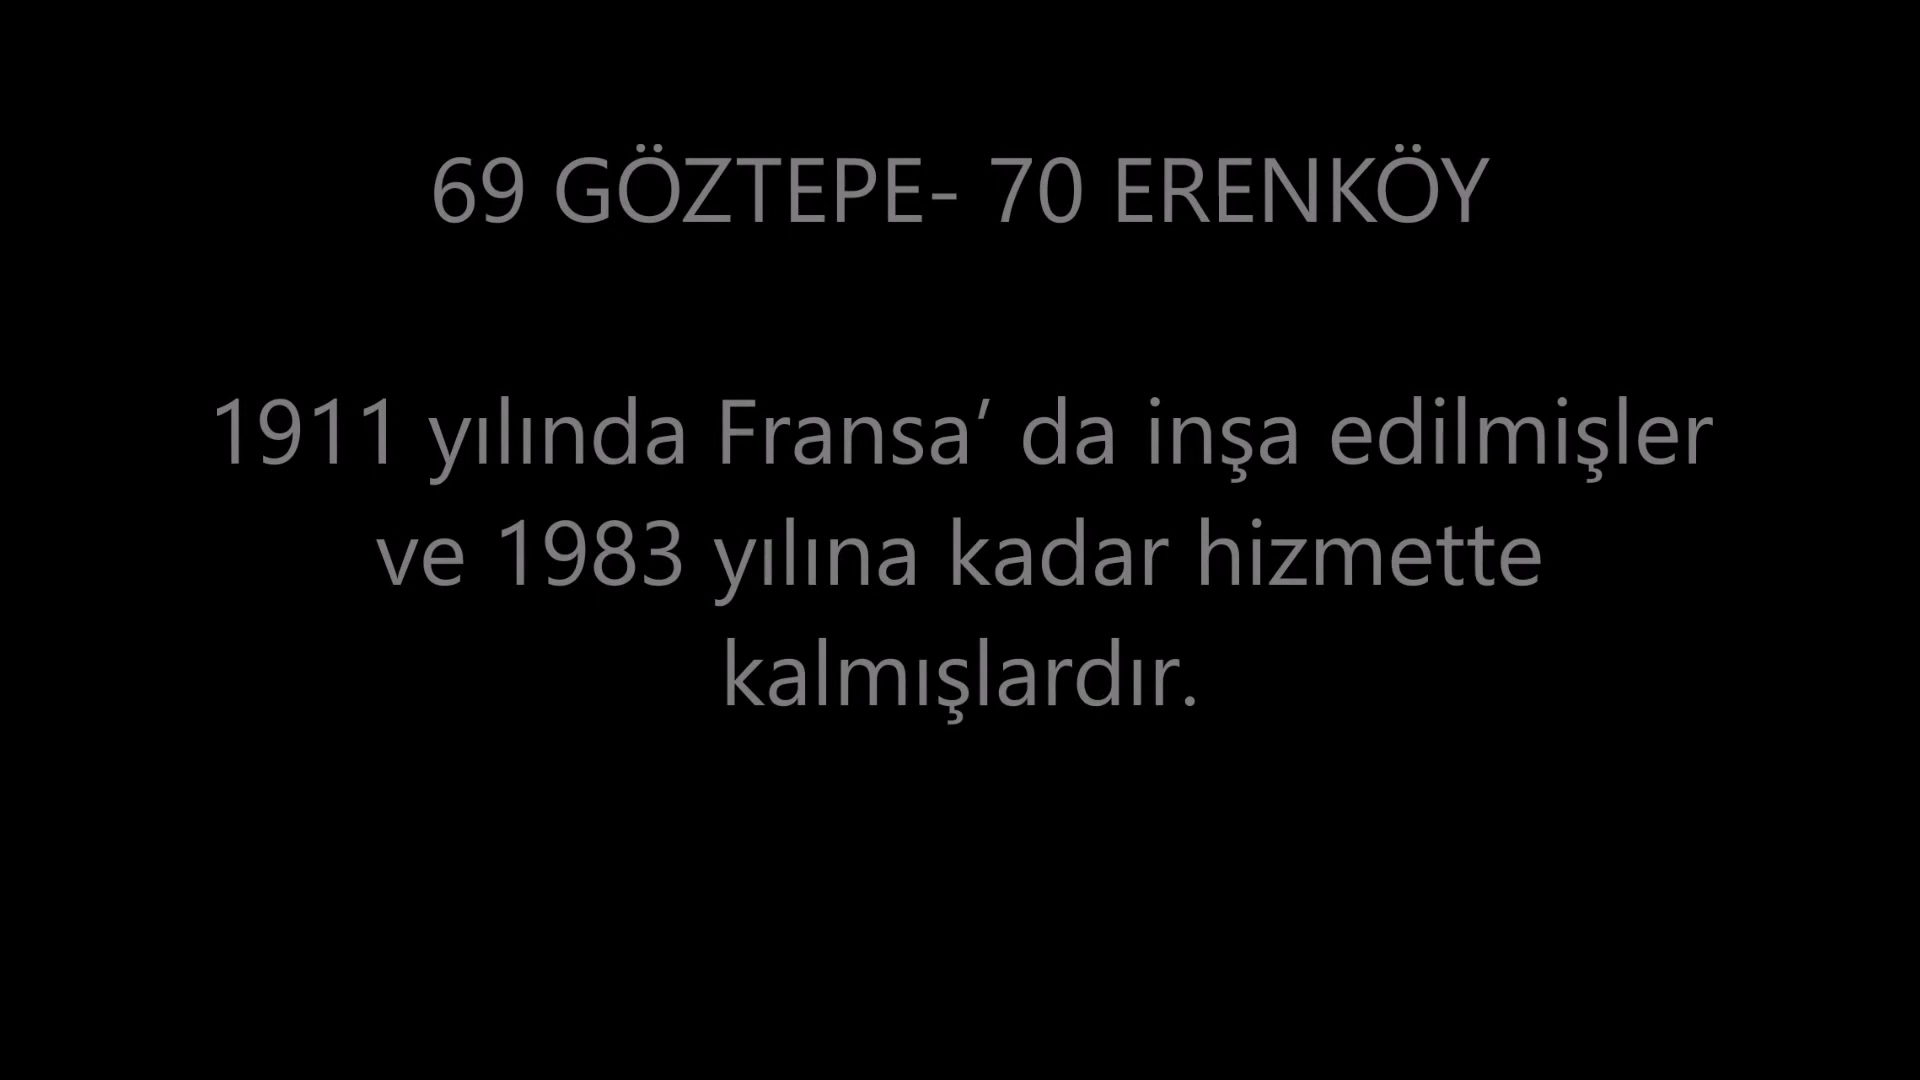 69 GÖZTEPE- 70 ERENKÖY
1911 yılında Fransa’ da inşa edilmişler
ve 1983 yılına kadar hizmette
kalmışlardır.